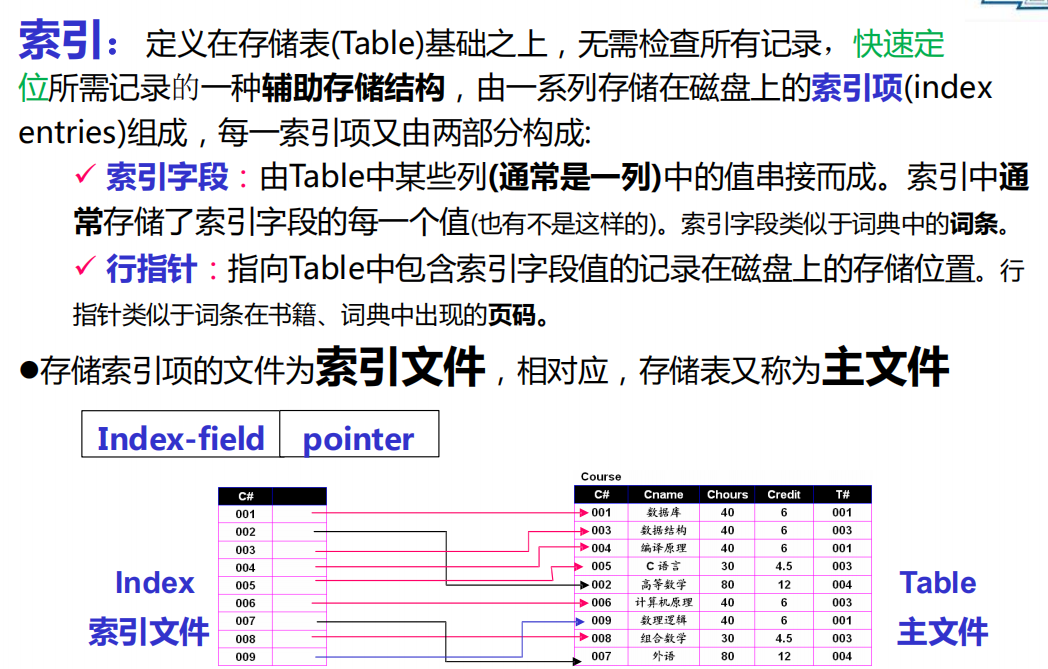 索引：定义在存储表(Table)基础之上，无需检查所有记录，快速定
位所需记录的一种辅助存储结构，由一系列存储在磁盘上的索引项(index
entries)组成，每一索引项又由两部分构成:
✓ 索引字段：由Table中某些列(通常是一列)中的值串接而成。索引中通
常存储了索引字段的每一个值(也有不是这样的)。索引字段类似于词典中的词条。
✓ 行指针：指向Table中包含索引字段值的记录在磁盘上的存储位置。行
指针类似于词条在书籍、词典中出现的页码。
●存储索引项的文件为索引文件，相对应，存储表又称为主文件
Index-field pointer
C#
001
002
003
004
005
006
007
008
009
Index
索引文件
Course
C# Cname Chours Credit T#
001 数据库 40 6 001
003 数据结构 40 6 003
004 编译原理 40 6 001
005 C 语言 30 4.5 003
002 高等数学 80 12 004
006 计算机原理 40 6 003
009 数理逻辑 40 6 001
008 组合数学 30 4.5 003
007 外语 80 12 004
Table
主文件